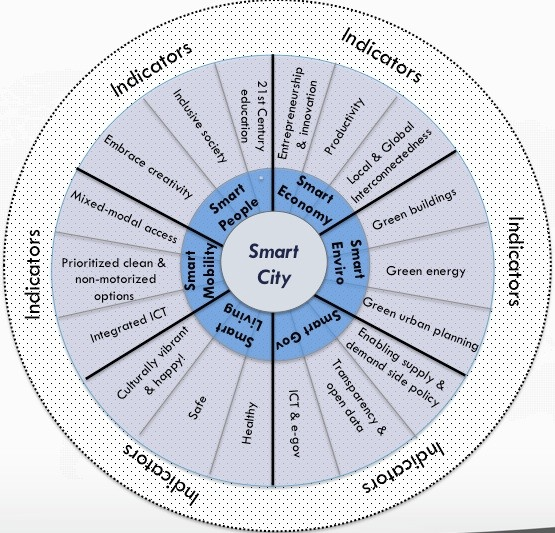 Smart
City
Smart
Economy
Entrepreneurship
& innovation
Productivity
Local & Global
Interconnectedness
Indicators
Smart
Enviro
Green buildings
Green energy
Green urban planning
Indicators
Smart Gov
Enabling supply &
demand side policy
Transparency &
open data
ICT & e-gov
Indicators
Smart
Living
Healthy
Safe
Culturally vibrant
& happy!
Indicators
Smart
Mobility
Integrated ICT
Prioritized clean &
non-motorized
options
Mixed-modal access
Indicators
Smart
People
Embrace creativity
Inclusive society
21st Century
education
Indicators